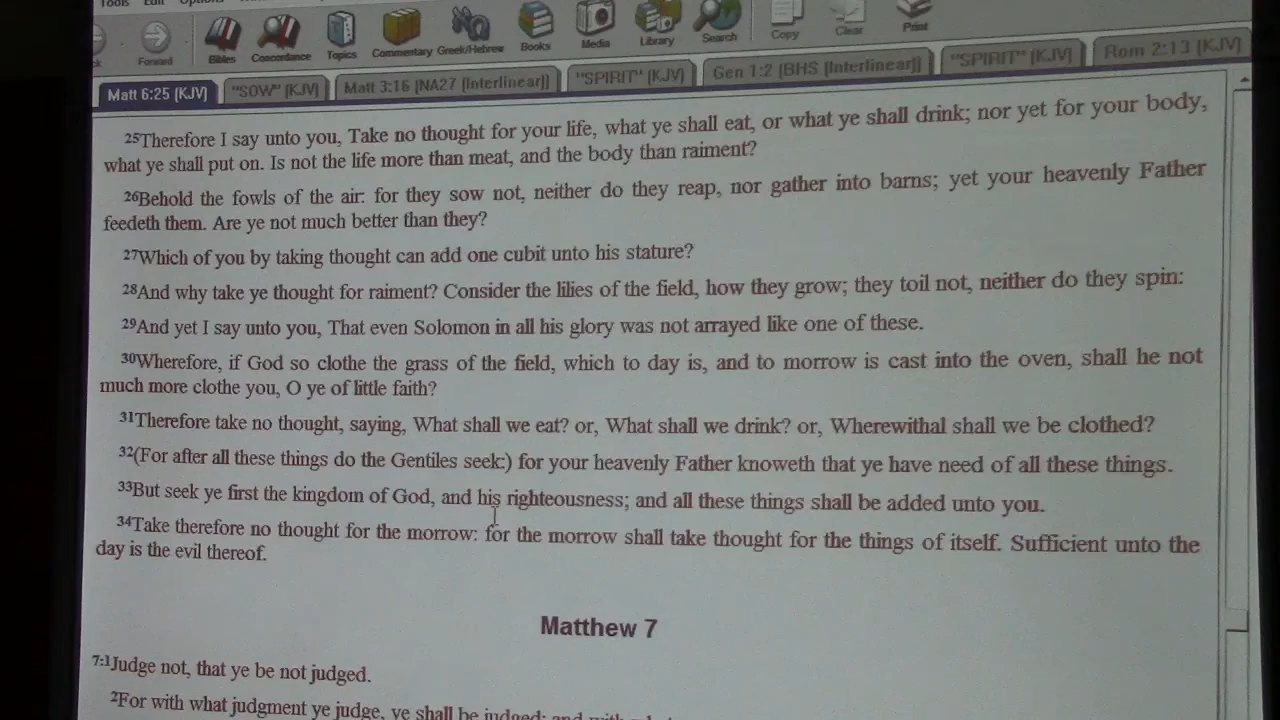 Tools Edit Options
ck Forward Bibles Concordance Topics Commentary Greek/Hebrew Books Media Library Search Copy Clear Print
Matt 6:25 (KJV) "SOW" (KJV) Matt 3:16 [NA27 (Interlinear)] "SPIRIT" (KJV) Gen 1:2 [BHS (Interlinear)] "SPIRIT" (KJV) Rom 2:13 (KJV)
25Therefore I say unto you, Take no thought for your life, what ye shall eat, or what ye shall drink; nor yet for your body,
what ye shall put on. Is not the life more than meat, and the body than raiment?
26Behold the fowls of the air: for they sow not, neither do they reap, nor gather into barns; yet your heavenly Father
feedeth them. Are ye not much better than they?
27Which of you by taking thought can add one cubit unto his stature?
28And why take ye thought for raiment? Consider the lilies of the field, how they grow; they toil not, neither do they spin:
29And yet I say unto you, That even Solomon in all his glory was not arrayed like one of these.
30Wherefore, if God so clothe the grass of the field, which to day is, and to morrow is cast into the oven, shall he not
much more clothe you, O ye of little faith?
31Therefore take no thought, saying, What shall we eat? or, What shall we drink? or, Wherewithal shall we be clothed?
32(For after all these things do the Gentiles seek:) for your heavenly Father knoweth that ye have need of all these things.
33But seek ye first the kingdom of God, and his righteousness; and all these things shall be added unto you.
34Take therefore no thought for the morrow: for the morrow shall take thought for the things of itself. Sufficient unto the
day is the evil thereof.
Matthew 7
7:1Judge not, that ye be not judged.
2For with what judgment ye judge, ye shall be judged: and with